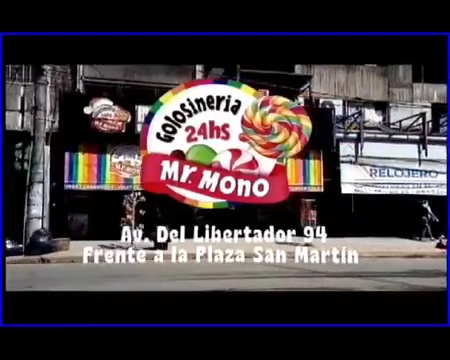 Golosineria
24hs
Mr. Mono
RELOJERO
Av. Del Libertador 94
Frente a la Plaza San Martín